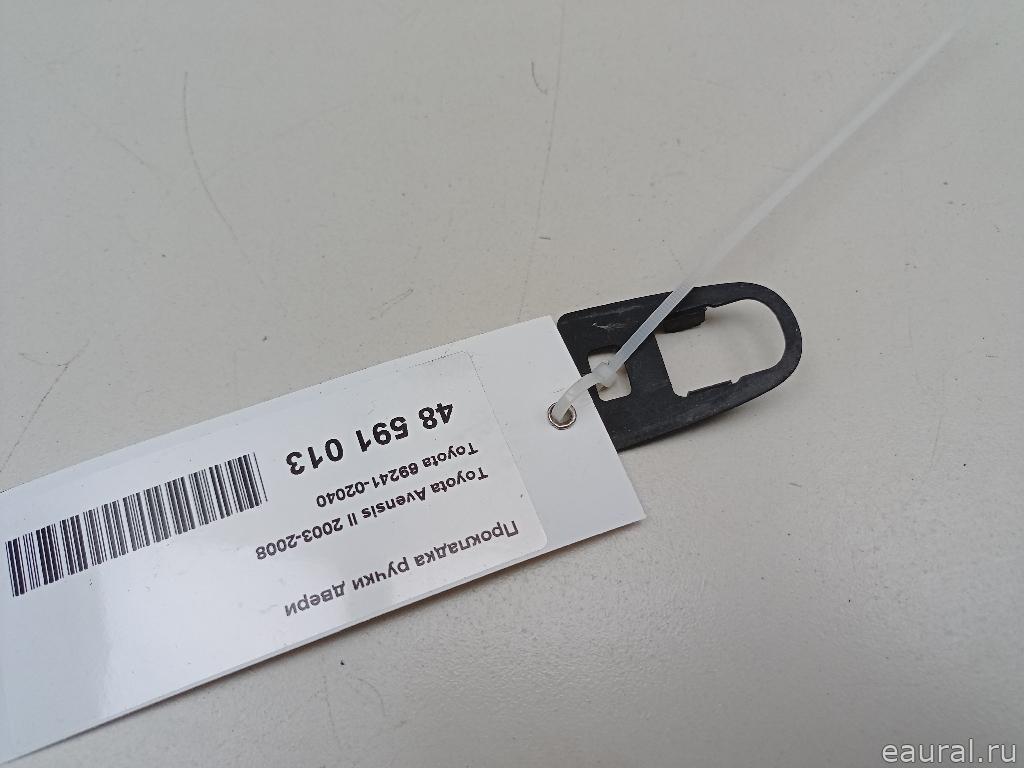 Прокладка ручки двери
Toyota Avensis II 2003-2008
Toyota 69241-02040
48 591 013
eaural.ru